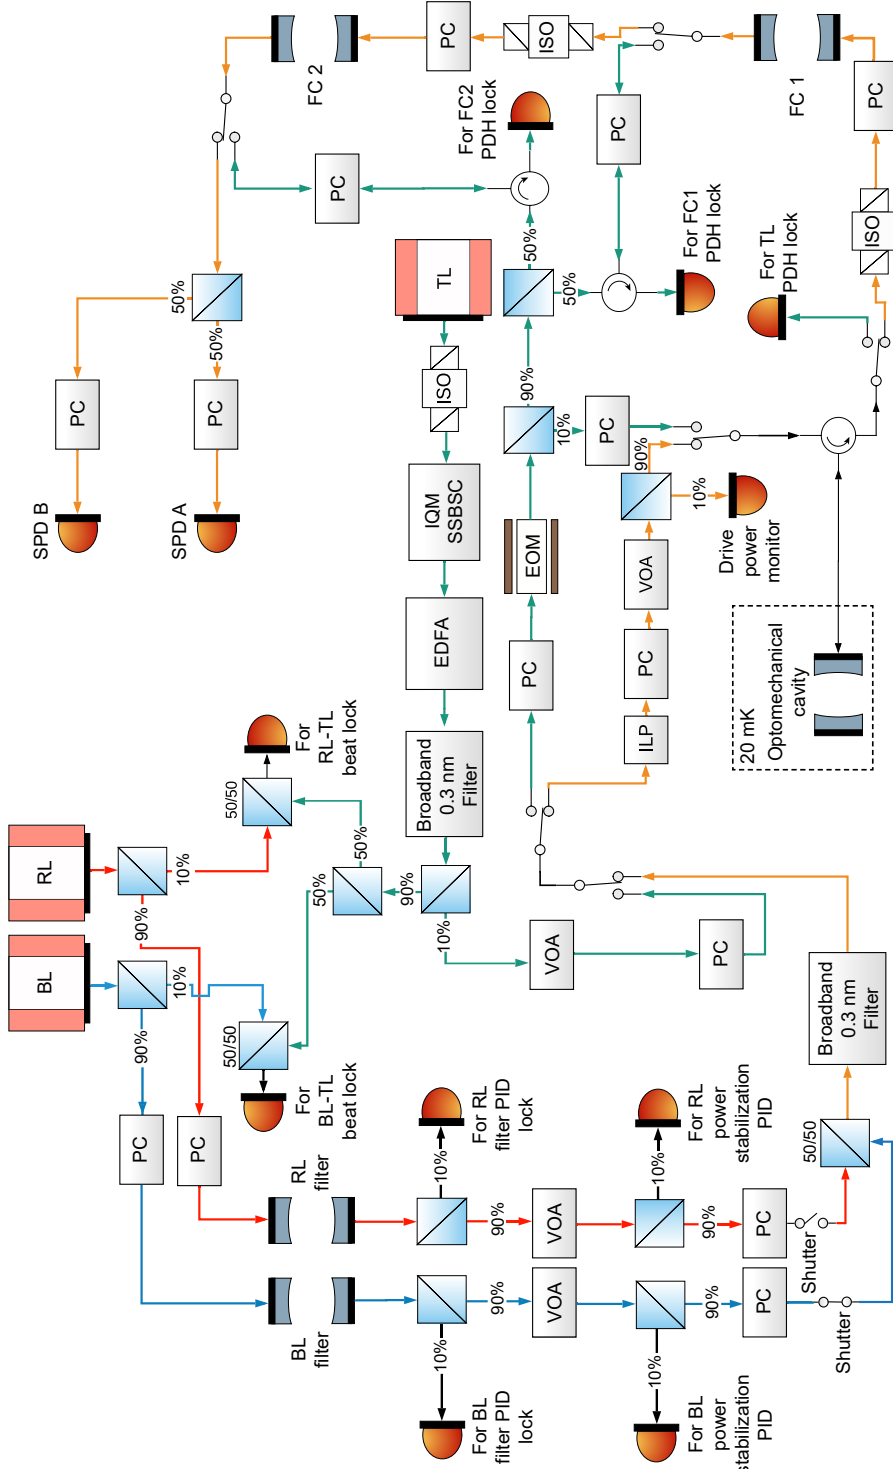 FC 2
PC
ISO
FC 1
PC
PC
For FC2
PDH lock
PC
For FC1
PDH lock
For TL
PDH lock
ISO
50%
50%
PC
PC
SPD B
SPD A
TL
ISO
IQM
SSBSC
EDFA
Broadband
0.3 nm
Filter
50%
50%
90%
10%
PC
EOM
PC
90%
10%
Drive
power
monitor
VOA
PC
ILP
20 mK
Optomechanical
cavity
RL
BL
10%
90%
10%
90%
50/50
For
RL-TL
beat lock
50/50
For
BL-TL
beat lock
50%
50%
90%
10%
VOA
PC
PC
PC
RL
filter
BL
filter
10%
For RL
filter PID
lock
90%
10%
For BL
filter PID
lock
90%
VOA
VOA
10%
For RL
power
stabilization
PID
90%
10%
For BL
power
stabilization
PID
90%
PC
PC
Shutter
Shutter
50/50
Broadband
0.3 nm
Filter